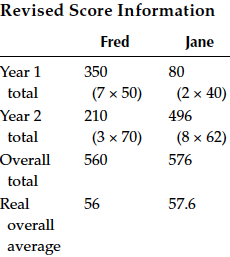 Revised Score Information
Fred Jane
Year 1 350 80
total (7 × 50) (2 × 40)
Year 2 210 496
total (3 × 70) (8 × 62)
Overall 560 576
total
Real 56 57.6
overall
average